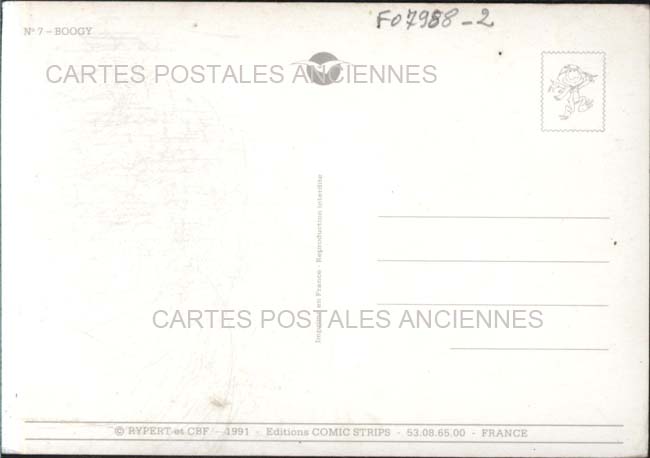 F07988-2
N° 7 – BOOGY
CARTES POSTALES ANCIENNES
Imprimé en France - Reproduction interdite
CARTES POSTALES ANCIENNES
© RYPERT et CBF - 1991 - Editions COMIC STRIPS - 53.08.65.00 - FRANCE